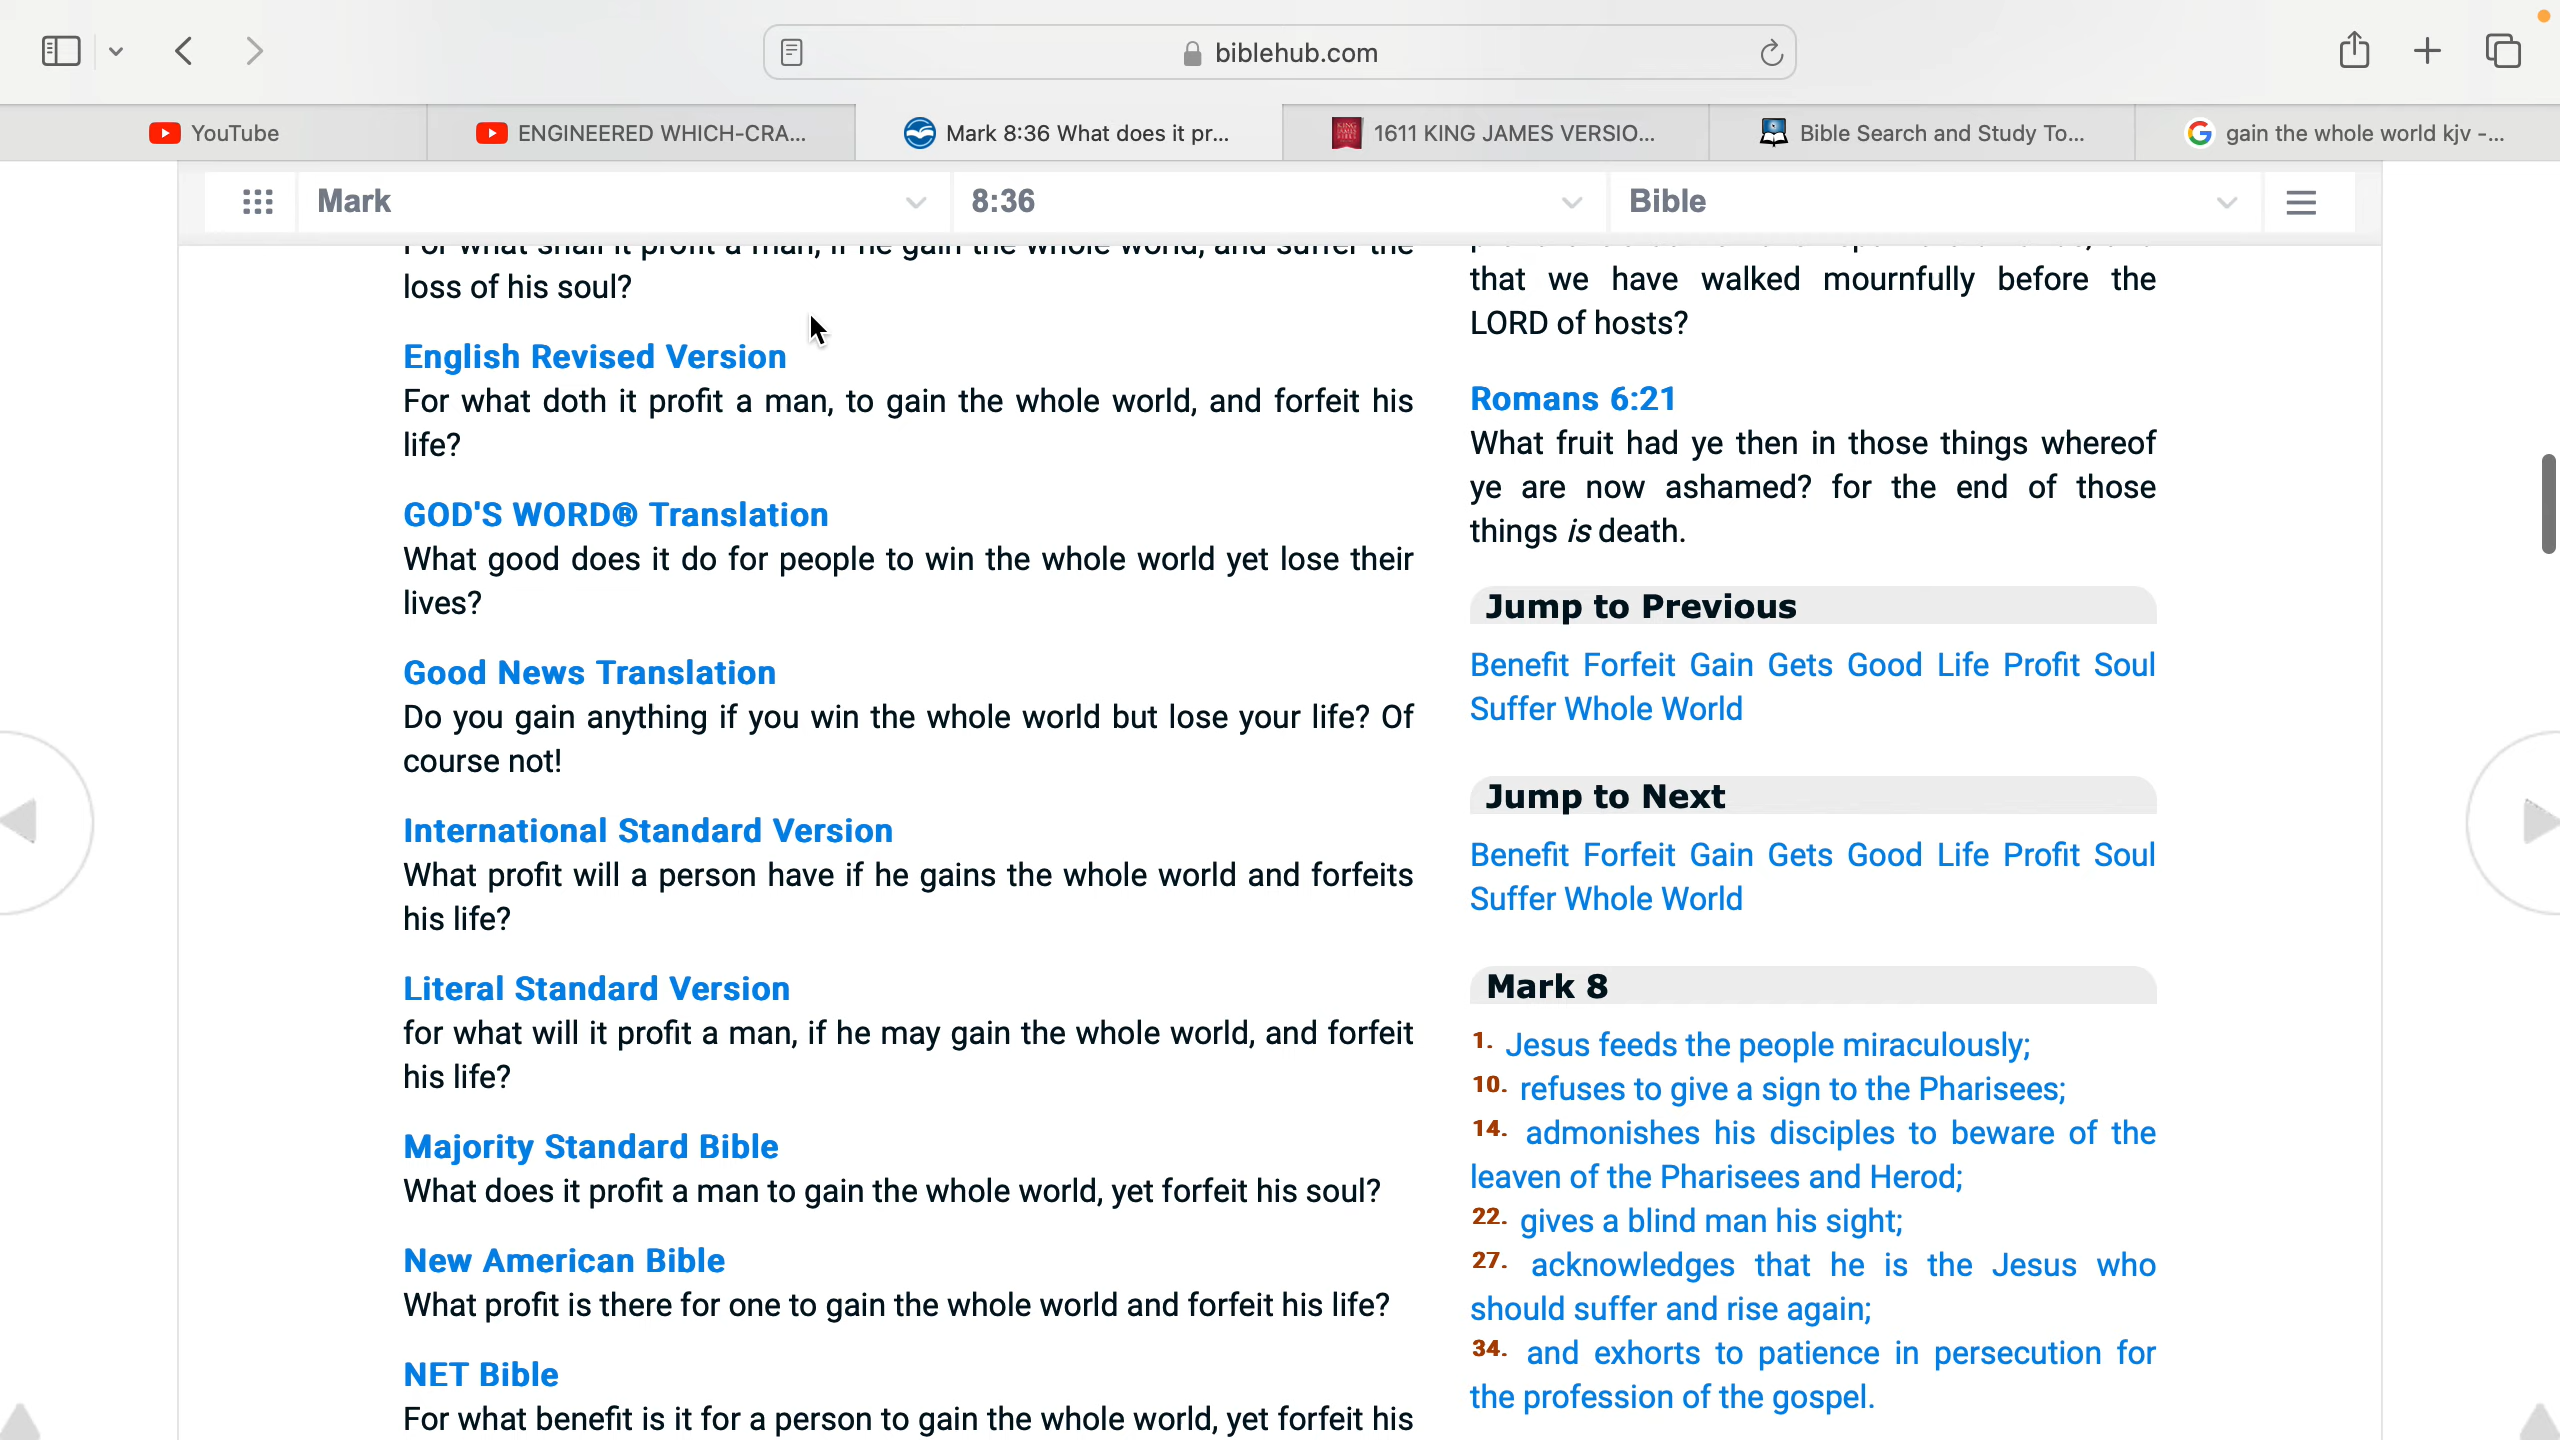 biblehub.com
YouTube
ENGINEERED WHICH-CRA...
Mark 8:36 What does it pr...
1611 KING JAMES VERSIO...
Bible Search and Study To...
gain the whole world kjv -...
Mark
8:36
Bible
For what shall it profit a man, if he gain the whole world, and suffer the
loss of his soul?
English Revised Version
For what doth it profit a man, to gain the whole world, and forfeit his
life?
GOD'S WORD® Translation
What good does it do for people to win the whole world yet lose their
lives?
Good News Translation
Do you gain anything if you win the whole world but lose your life? Of
course not!
International Standard Version
What profit will a person have if he gains the whole world and forfeits
his life?
Literal Standard Version
for what will it profit a man, if he may gain the whole world, and forfeit
his life?
Majority Standard Bible
What does it profit a man to gain the whole world, yet forfeit his soul?
New American Bible
What profit is there for one to gain the whole world and forfeit his life?
NET Bible
For what benefit is it for a person to gain the whole world, yet forfeit his
that we have walked mournfully before the
LORD of hosts?
Romans 6:21
What fruit had ye then in those things whereof
ye are now ashamed? for the end of those
things is death.
Jump to Previous
Benefit Forfeit Gain Gets Good Life Profit Soul
Suffer Whole World
Jump to Next
Benefit Forfeit Gain Gets Good Life Profit Soul
Suffer Whole World
Mark 8
1. Jesus feeds the people miraculously;
10. refuses to give a sign to the Pharisees;
14. admonishes his disciples to beware of the
leaven of the Pharisees and Herod;
22. gives a blind man his sight;
27. acknowledges that he is the Jesus who
should suffer and rise again;
34. and exhorts to patience in persecution for
the profession of the gospel.